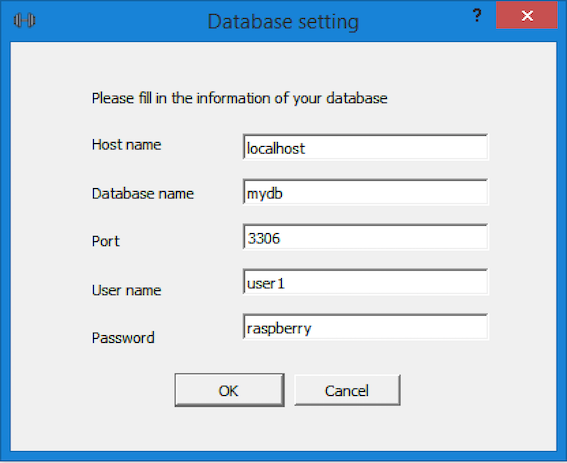 Database setting
?
Please fill in the information of your database
Host name localhost
Database name mydb
Port 3306
User name user1
Password raspberry
OK Cancel